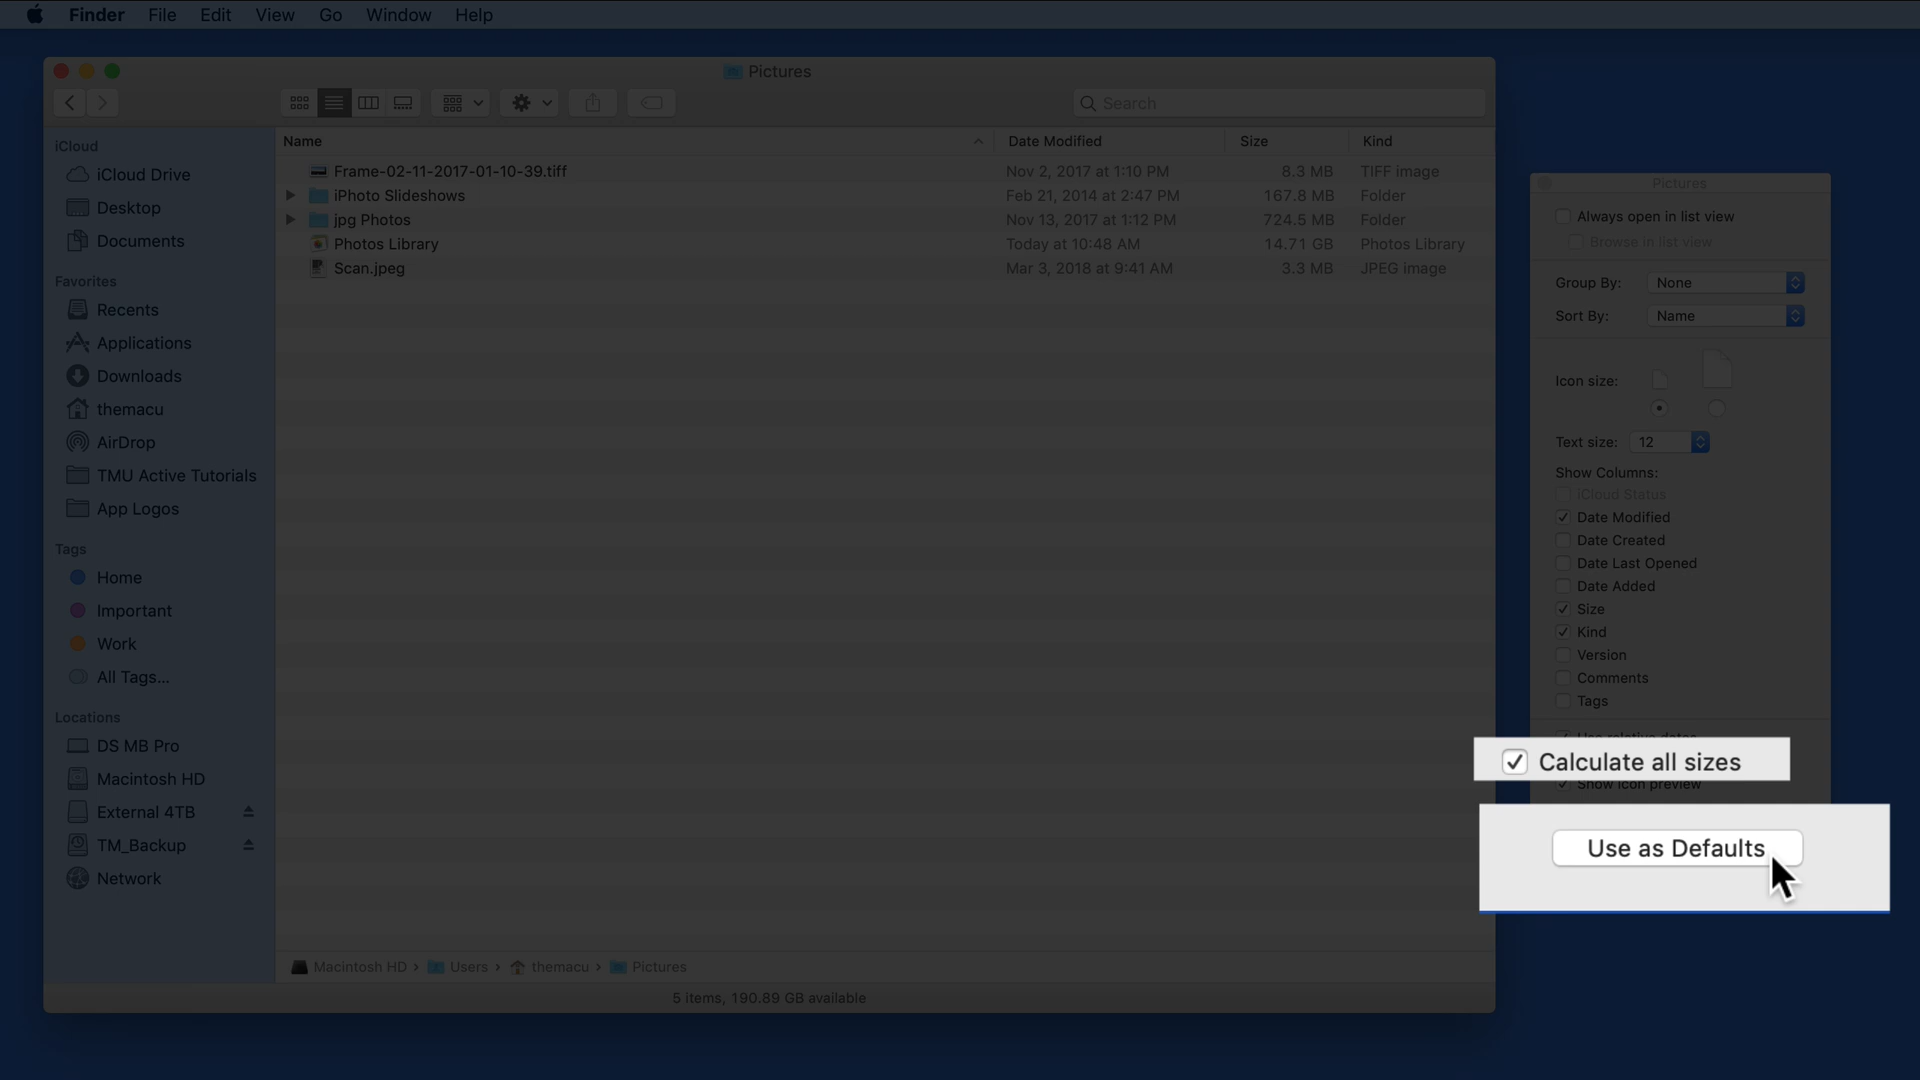 Finder File Edit View Go Window Help
Pictures
Search
iCloud
iCloud Drive
Desktop
Documents
Favorites
Recents
Applications
Downloads
themacu
AirDrop
TMU Active Tutorials
App Logos
Tags
Home
Important
Work
All Tags...
Locations
DS MB Pro
Macintosh HD
External 4TB
TM_Backup
Network
Name Date Modified Size Kind
Frame-02-11-2017-01-10-39.tiff Nov 2, 2017 at 1:10 PM 8.3 MB TIFF image
iPhoto Slideshows Feb 21, 2014 at 2:47 PM 167.8 MB Folder
jpg Photos Nov 13, 2017 at 1:12 PM 724.5 MB Folder
Photos Library Today at 10:48 AM 14.71 GB Photos Library
Scan.jpeg Mar 3, 2018 at 9:41 AM 3.3 MB JPEG image
Macintosh HD › Users › themacu › Pictures
5 items, 190.89 GB available
Pictures
Always open in list view
Browse in list view
Group By: None
Sort By: Name
Icon size:
Text size: 12
Show Columns:
iCloud Status
Date Modified
Date Created
Date Last Opened
Date Added
Size
Kind
Version
Comments
Tags
Use relative dates
Calculate all sizes
Show icon preview
Use as Defaults